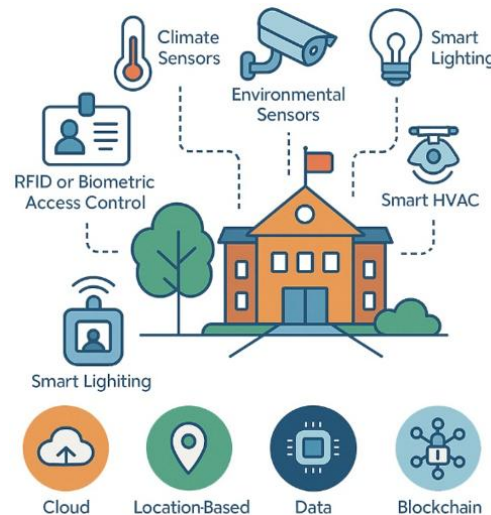 Climate
Sensors
Smart
Lighting
Environmental
Sensors
RFID or Biometric
Access Control
Smart HVAC
Smart Lighiting
Cloud
Location-Based
Data
Blockchain